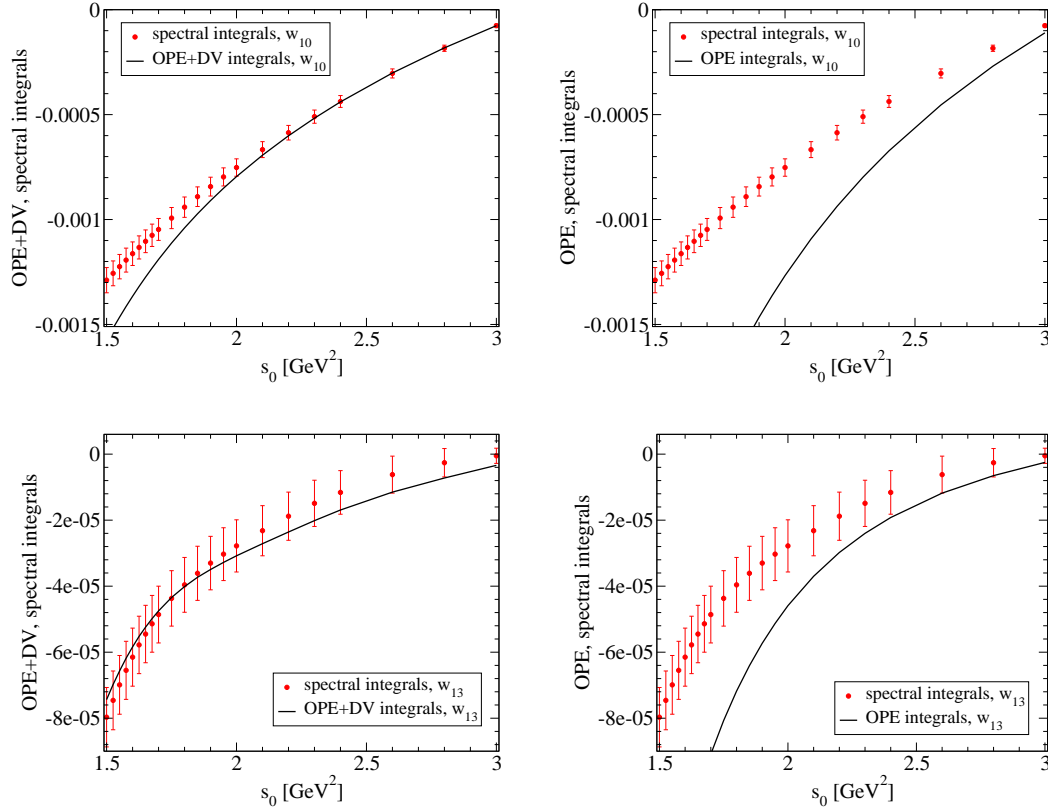 0
-0.0005
-0.001
-0.0015
OPE+DV, spectral integrals
spectral integrals, w10
OPE+DV integrals, w10
1.5
2
2.5
3
s0 [GeV2]
0
-0.0005
-0.001
-0.0015
OPE, spectral integrals
spectral integrals, w10
OPE integrals, w10
1.5
2
2.5
3
s0 [GeV2]
0
-2e-05
-4e-05
-6e-05
-8e-05
OPE+DV, spectral integrals
spectral integrals, w13
OPE+DV integrals, w13
1.5
2
2.5
3
s0 [GeV2]
0
-2e-05
-4e-05
-6e-05
-8e-05
OPE, spectral integrals
spectral integrals, w13
OPE integrals, w13
1.5
2
2.5
3
s0 [GeV2]